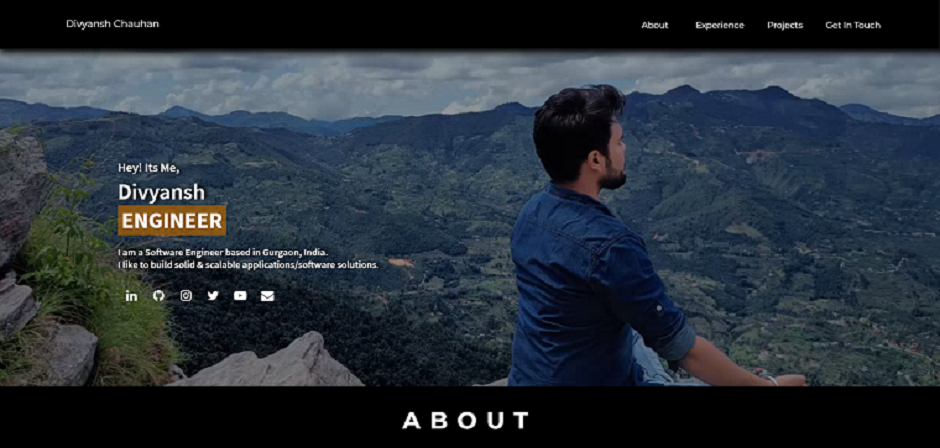 Divyansh Chauhan
About Experience Projects Get In Touch
Hey! Its Me,
Divyansh
ENGINEER
I am a Software Engineer based in Gurgaon, India.
I like to build solid & scalable applications/software solutions.
ABOUT